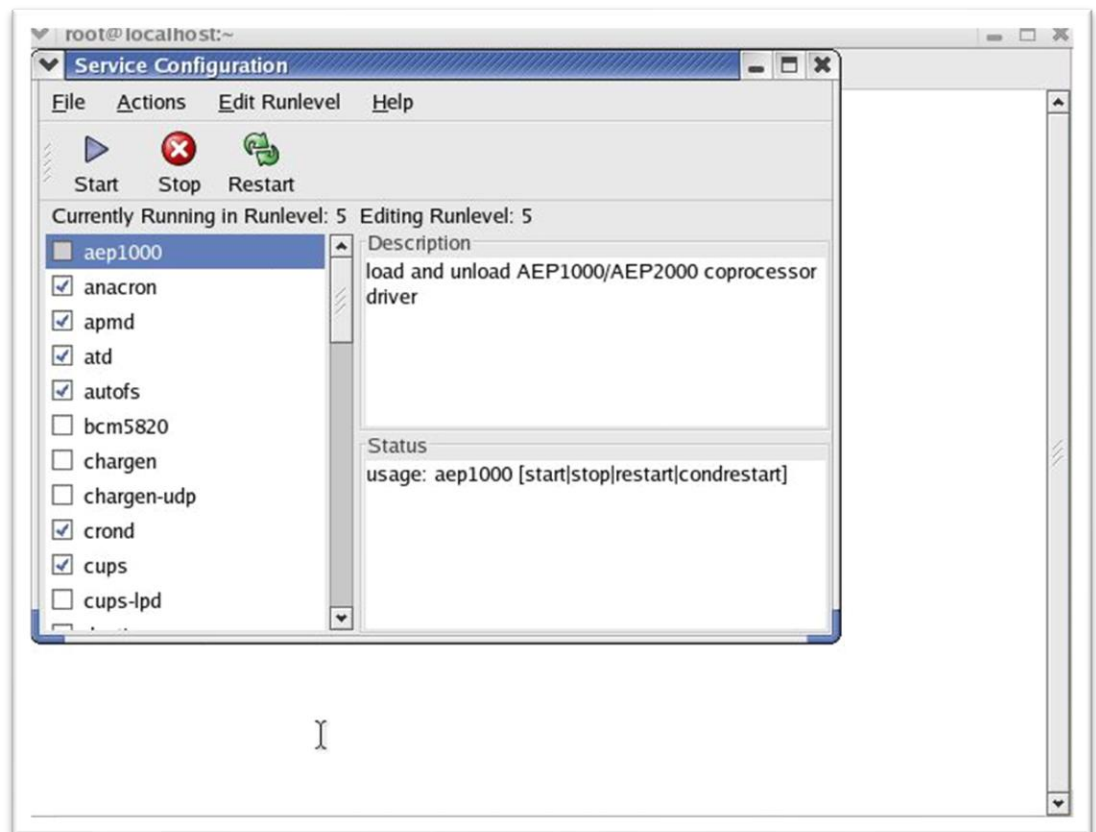 root@localhost:~
Service Configuration
File Actions Edit Runlevel Help
Start Stop Restart
Currently Running in Runlevel: 5 Editing Runlevel: 5
aep1000
anacron
apmd
atd
autofs
bcm5820
chargen
chargen-udp
crond
cups
cups-lpd
Description
load and unload AEP1000/AEP2000 coprocessor
driver
Status
usage: aep1000 [start|stop|restart|condrestart]